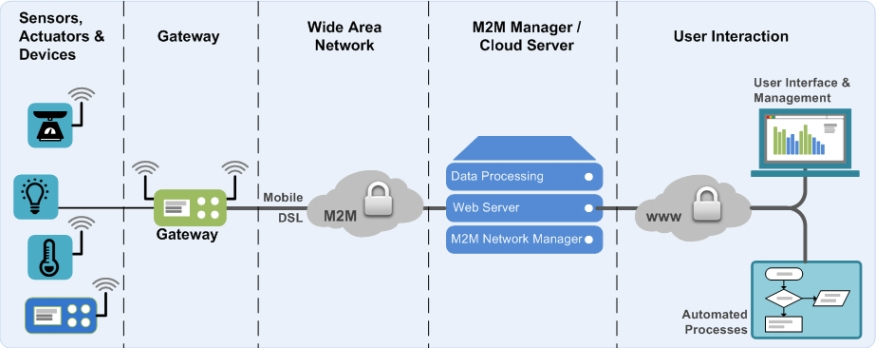 Sensors,
Actuators &
Devices
Gateway
Wide Area
Network
M2M Manager /
Cloud Server
User Interaction
User Interface &
Management
Data Processing
Mobile
DSL
M2M
Web Server
www
Gateway
M2M Network Manager
Automated
Processes